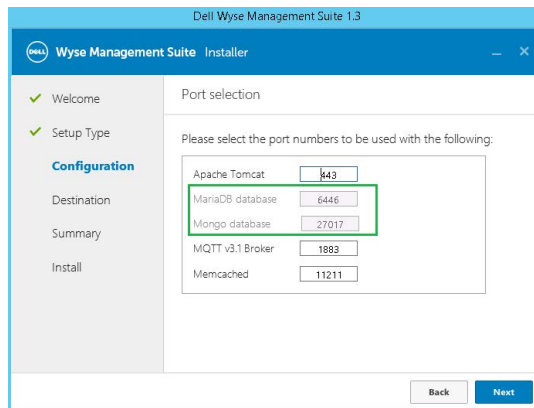 Dell Wyse Management Suite 1.3
DELL Wyse Management Suite Installer
Welcome
Setup Type
Configuration
Destination
Summary
Install
Port selection
Please select the port numbers to be used with the following:
Apache Tomcat 443
MariaDB database 6446
Mongo database 27017
MQTT v3.1 Broker 1883
Memcached 11211
Back Next